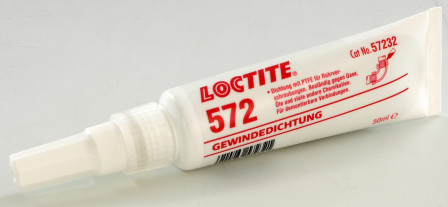 Cat No. 57232
LOCTITE®
• Dichtung mit PTFE für Rohrver-
schraubungen. Beständig gegen Gase,
Öle und viele andere Chemikalien.
Für demontierbare Verbindungen.
572
GEWINDEDICHTUNG
50ml ℮